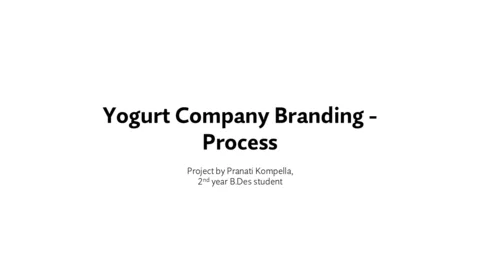 Yogurt Company Branding -
Process
Project by Pranati Kompella,
2nd year B.Des student